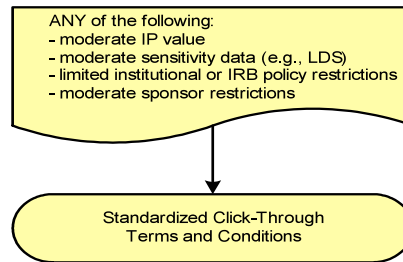 ANY of the following:
- moderate IP value
- moderate sensitivity data (e.g., LDS)
- limited institutional or IRB policy restrictions
- moderate sponsor restrictions
Standardized Click-Through
Terms and Conditions